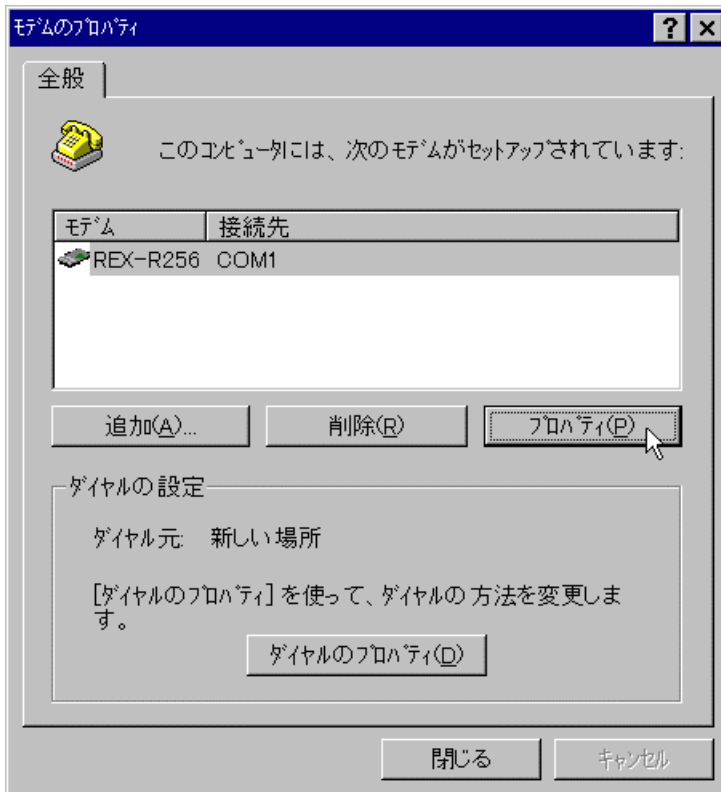 ﾓﾃﾞﾑのﾌﾟﾛﾊﾟﾃｨ
全般
このｺﾝﾋﾟｭｰﾀには、次のﾓﾃﾞﾑがｾｯﾄｱｯﾌﾟされています:
ﾓﾃﾞﾑ 接続先
REX-R256 COM1
追加(A)... 削除(R) ﾌﾟﾛﾊﾟﾃｨ(P)
ﾀﾞｲﾔﾙの設定
ﾀﾞｲﾔﾙ元: 新しい場所
[ﾀﾞｲﾔﾙのﾌﾟﾛﾊﾟﾃｨ] を使って、ﾀﾞｲﾔﾙの方法を変更しま
す。
ﾀﾞｲﾔﾙのﾌﾟﾛﾊﾟﾃｨ(D)
閉じる ｷｬﾝｾﾙ